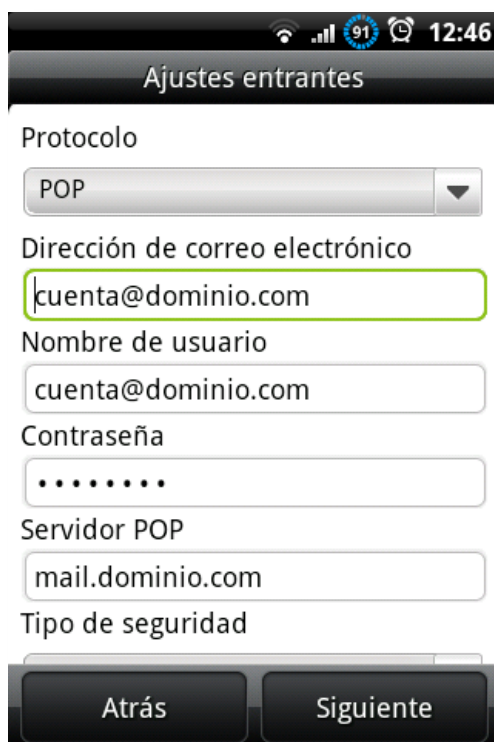 91 12:46
Ajustes entrantes
Protocolo
POP
Dirección de correo electrónico
cuenta@dominio.com
Nombre de usuario
cuenta@dominio.com
Contraseña
••••••••
Servidor POP
mail.dominio.com
Tipo de seguridad
Atrás Siguiente